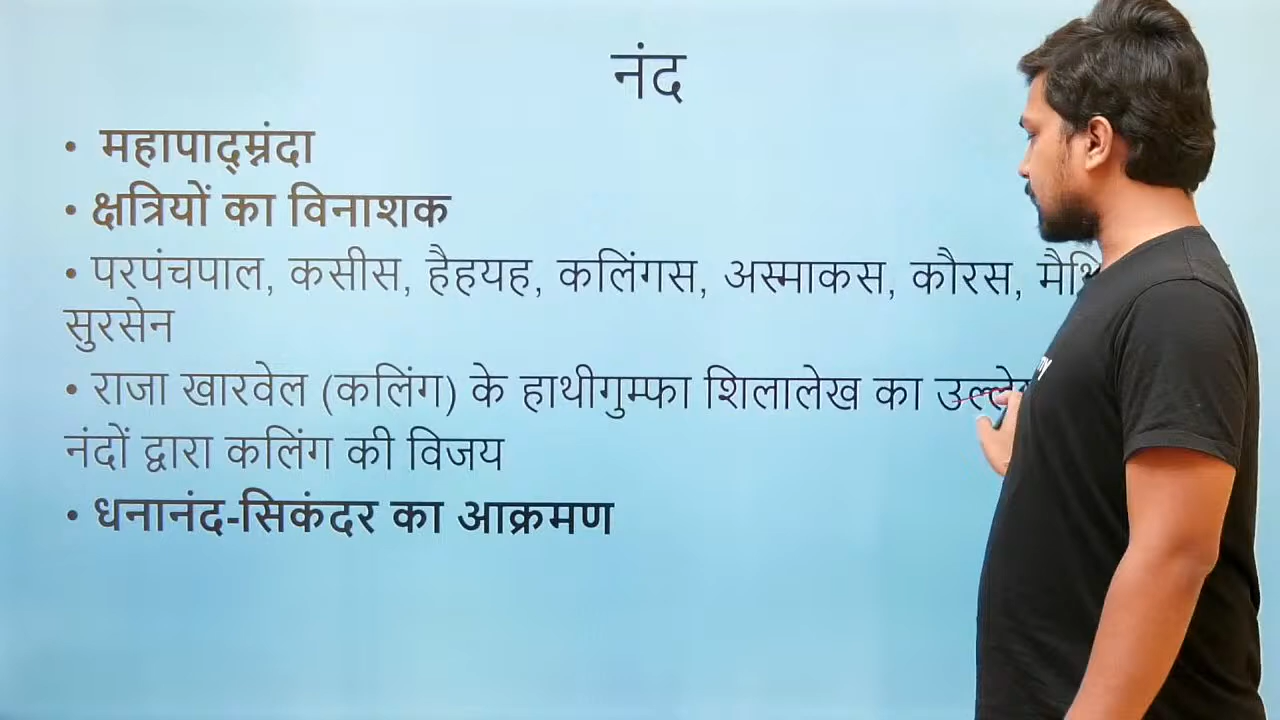 नंद
• महापाद्म्नंदा
• क्षत्रियों का विनाशक
• परपंचपाल, कसीस, हैहयह, कलिंगस, अस्माकस, कौरस,
सुरसेन
• राजा खारवेल (कलिंग) के हाथीगुम्फा शिलालेख का
नंदों द्वारा कलिंग की विजय
• धनानंद-सिकंदर का आक्रमण